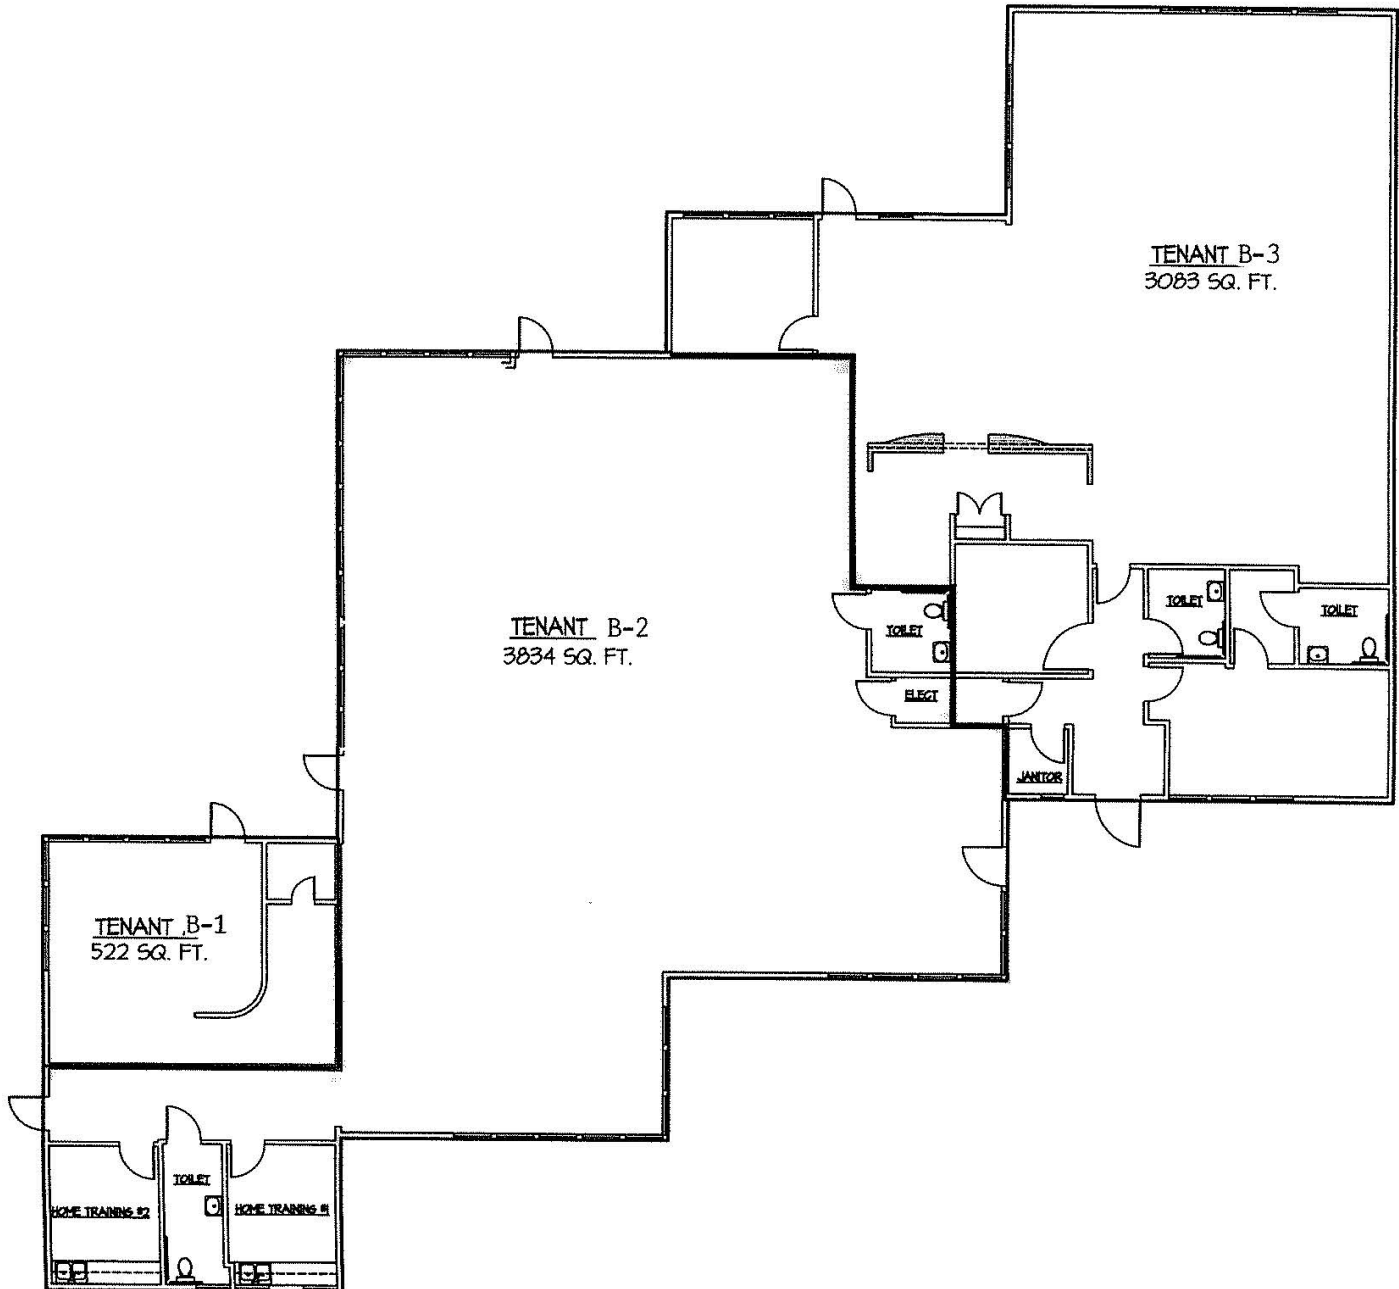 TENANT B-3
3083 SQ. FT.
TENANT B-2
3834 SQ. FT.
TOILET
TOILET
TOILET
ELECT
JANITOR
TENANT B-1
522 SQ. FT.
TOILET
HOME TRAINING #2
HOME TRAINING #1